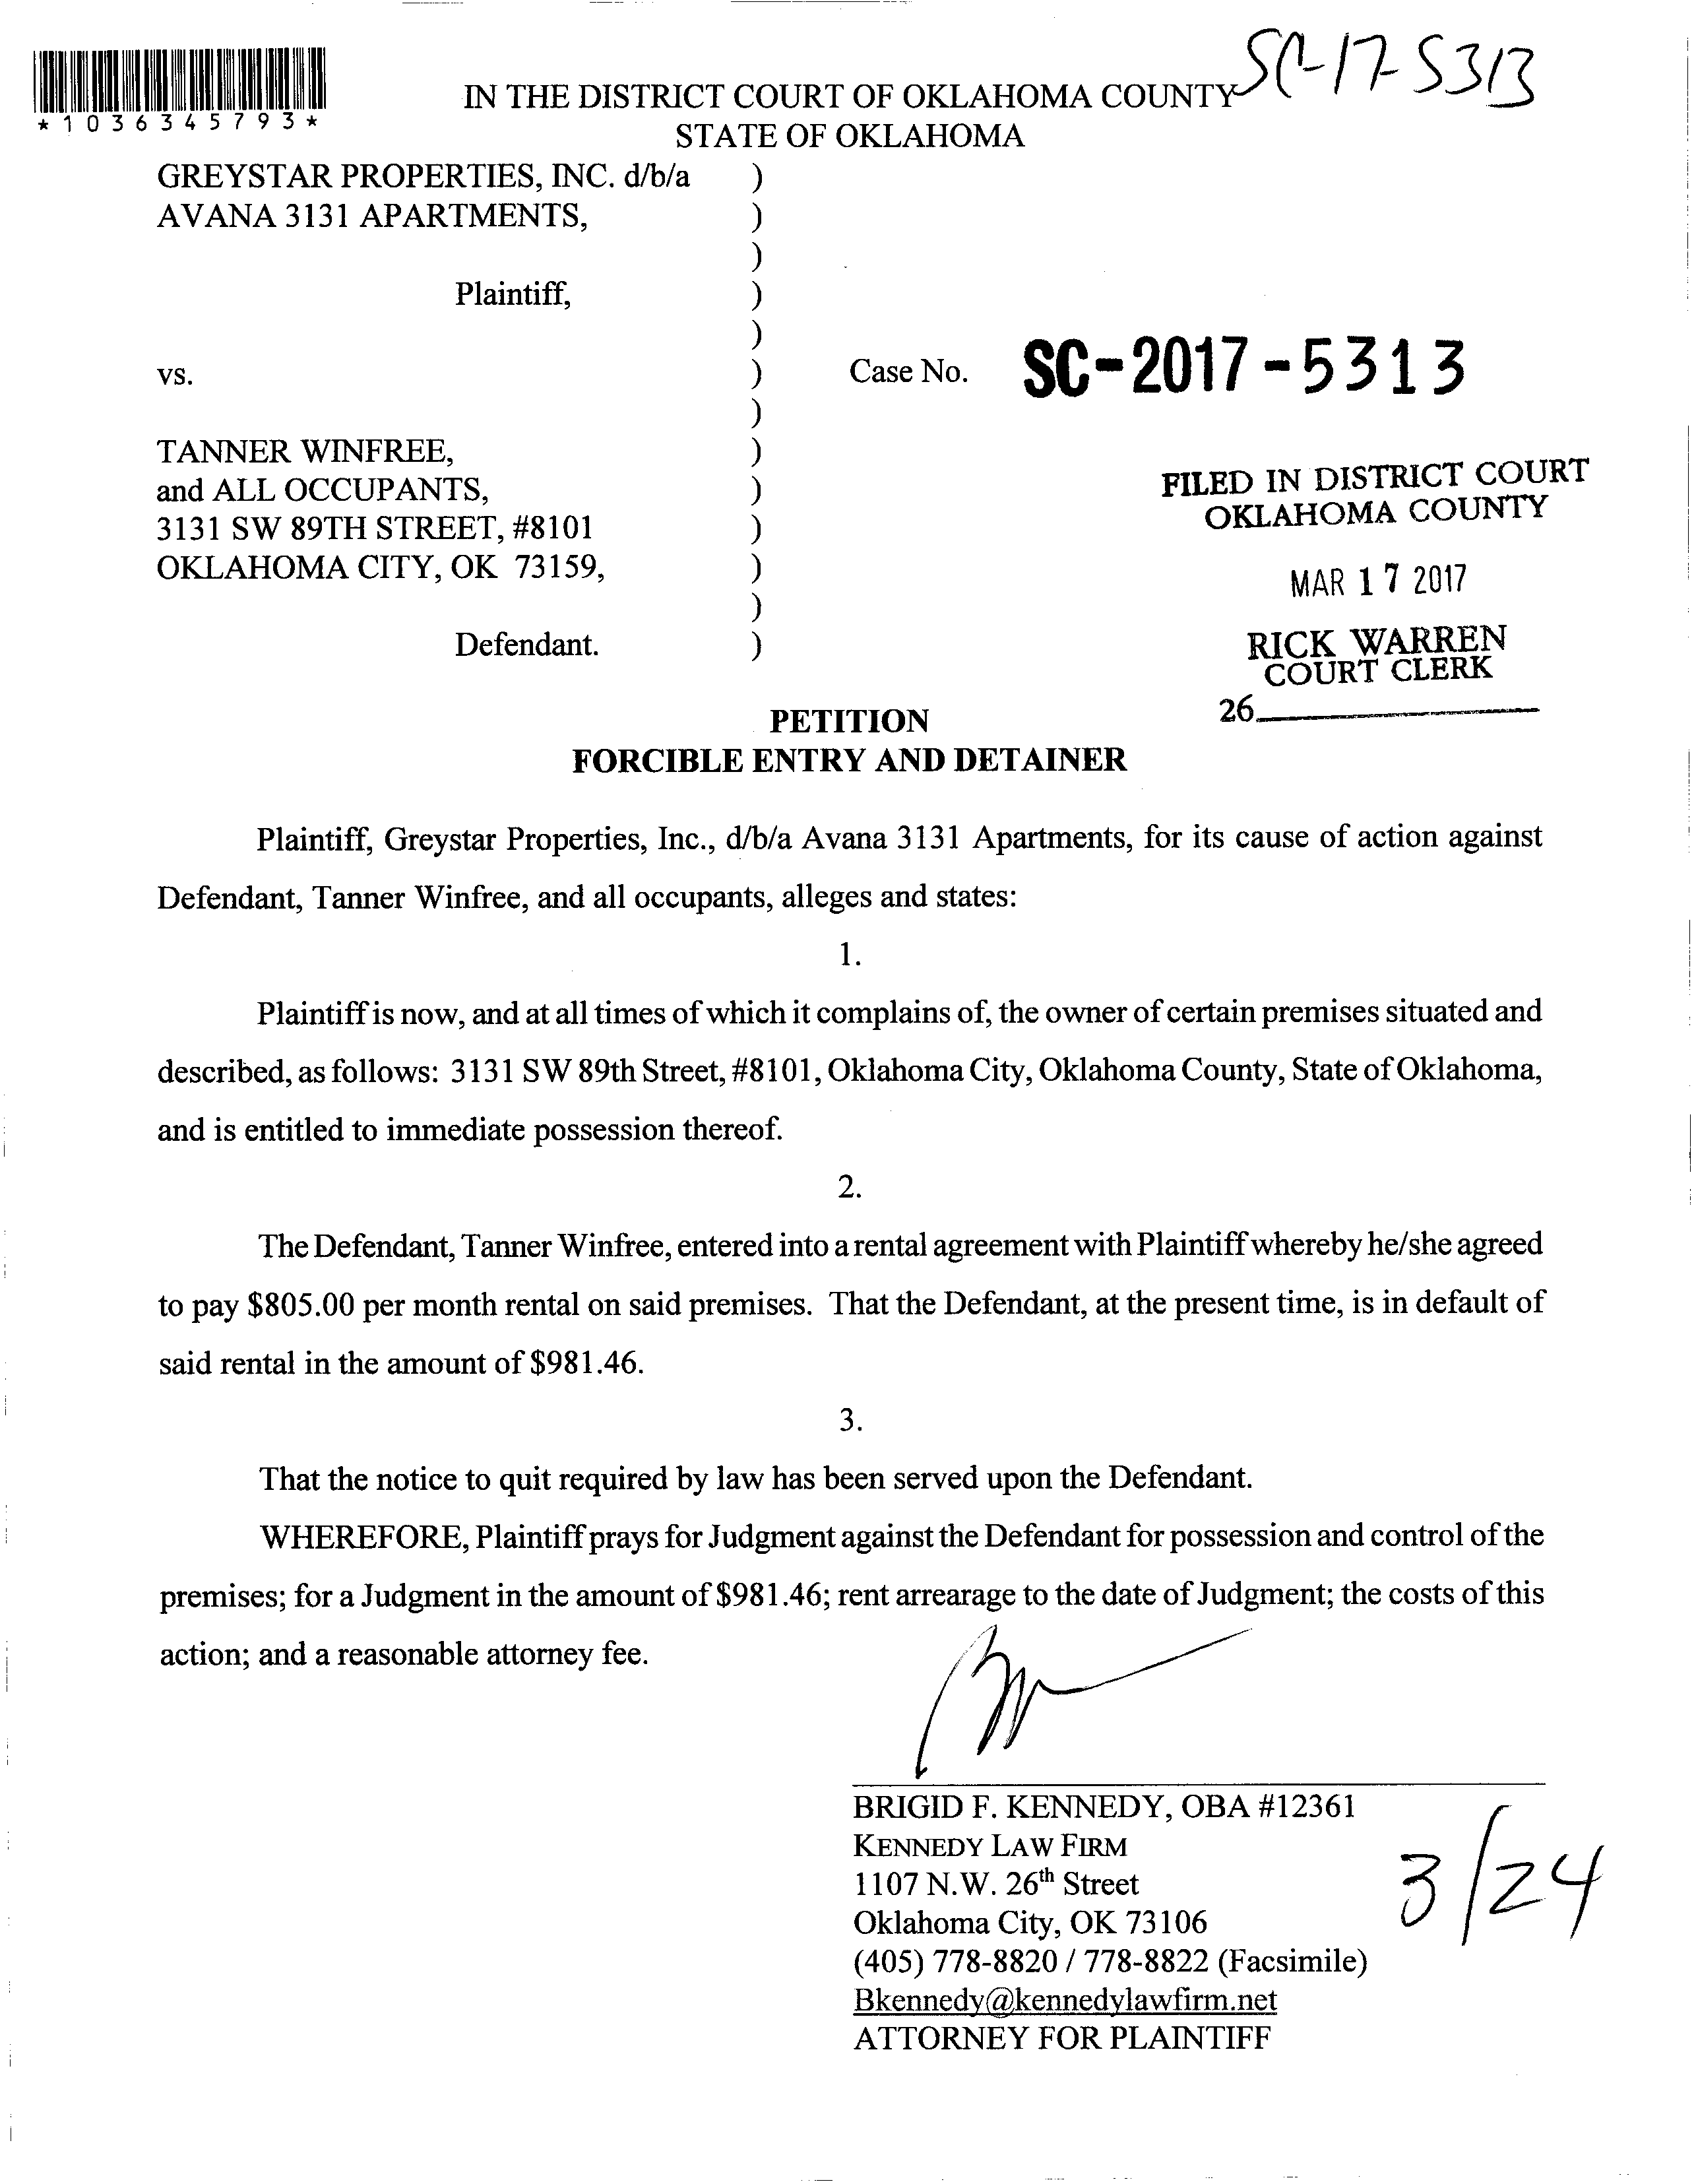 SC-17-5313
*1036345793*
IN THE DISTRICT COURT OF OKLAHOMA COUNTY
STATE OF OKLAHOMA
GREYSTAR PROPERTIES, INC. d/b/a )
AVANA 3131 APARTMENTS, )
)
Plaintiff, )
)
vs. ) Case No. SC-2017-5313
)
TANNER WINFREE, )
and ALL OCCUPANTS, )
3131 SW 89TH STREET, #8101 )
OKLAHOMA CITY, OK 73159, )
)
Defendant. )
FILED IN DISTRICT COURT
OKLAHOMA COUNTY
MAR 17 2017
RICK WARREN
COURT CLERK
26
PETITION
FORCIBLE ENTRY AND DETAINER
Plaintiff, Greystar Properties, Inc., d/b/a Avana 3131 Apartments, for its cause of action against
Defendant, Tanner Winfree, and all occupants, alleges and states:
1.
Plaintiff is now, and at all times of which it complains of, the owner of certain premises situated and
described, as follows: 3131 SW 89th Street, #8101, Oklahoma City, Oklahoma County, State of Oklahoma,
and is entitled to immediate possession thereof.
2.
The Defendant, Tanner Winfree, entered into a rental agreement with Plaintiff whereby he/she agreed
to pay $805.00 per month rental on said premises. That the Defendant, at the present time, is in default of
said rental in the amount of $981.46.
3.
That the notice to quit required by law has been served upon the Defendant.
WHEREFORE, Plaintiff prays for Judgment against the Defendant for possession and control of the
premises; for a Judgment in the amount of $981.46; rent arrearage to the date of Judgment; the costs of this
action; and a reasonable attorney fee.
BRIGID F. KENNEDY, OBA #12361
KENNEDY LAW FIRM
1107 N.W. 26th Street
Oklahoma City, OK 73106
(405) 778-8820 / 778-8822 (Facsimile)
Bkennedy@kennedylawfirm.net
ATTORNEY FOR PLAINTIFF
3/24